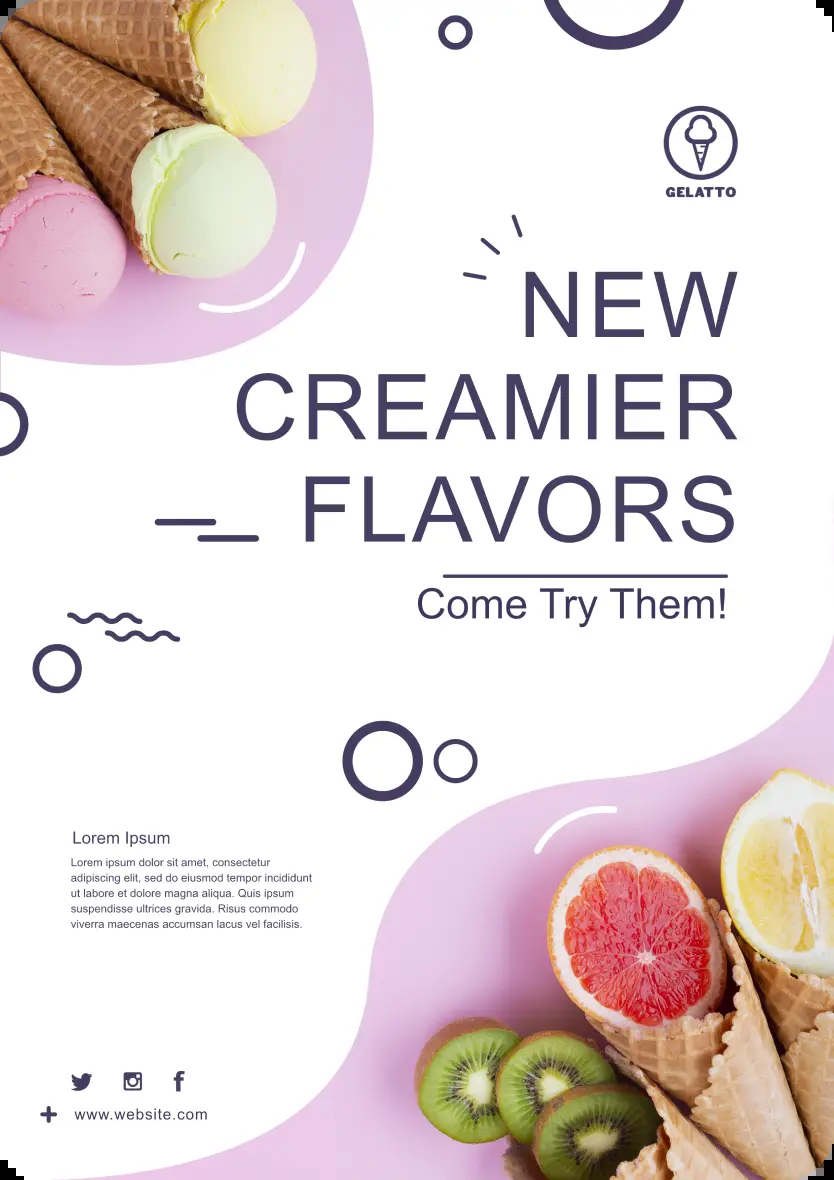 GELATTO
NEW
CREAMIER
FLAVORS
Come Try Them!
Lorem Ipsum
Lorem ipsum dolor sit amet, consectetur
adipiscing elit, sed do eiusmod tempor incididunt
ut labore et dolore magna aliqua. Quis ipsum
suspendisse ultrices gravida. Risus commodo
viverra maecenas accumsan lacus vel facilisis.
www.website.com